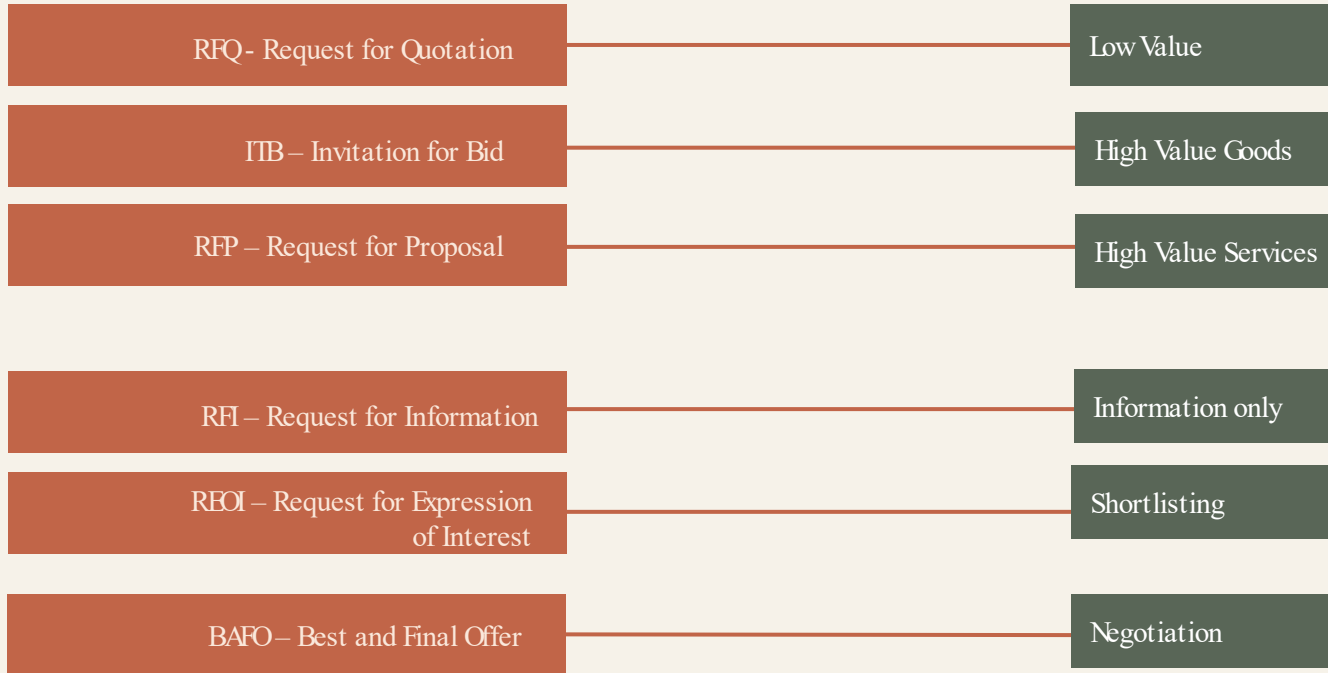 RFQ - Request for Quotation
Low Value
ITB – Invitation for Bid
High Value Goods
RFP – Request for Proposal
High Value Services
RFI – Request for Information
Information only
REOI – Request for Expression
of Interest
Shortlisting
BAFO – Best and Final Offer
Negotiation